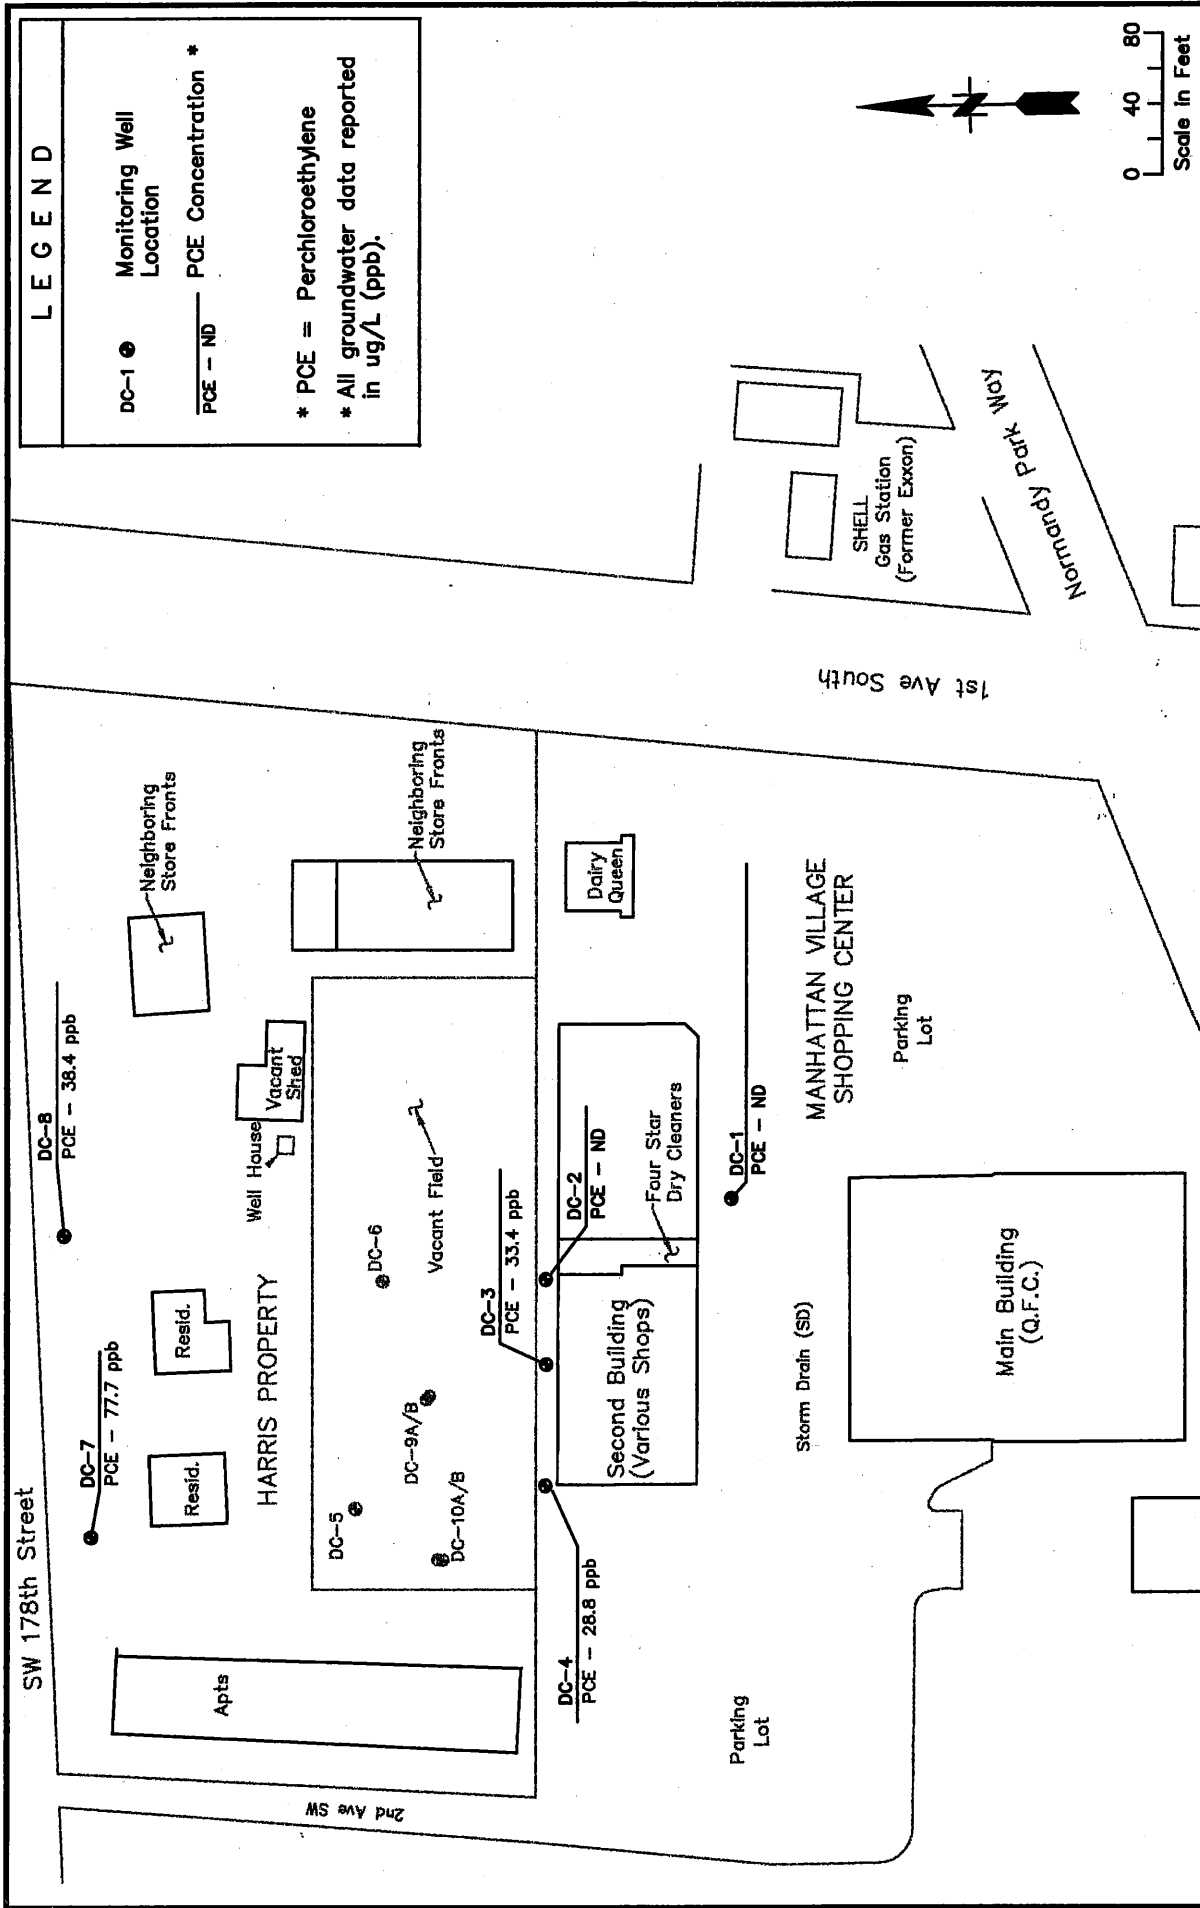 LEGEND
DC-1
Monitoring Well
Location
PCE - ND
PCE Concentration *
* PCE = Perchloroethylene
* All groundwater data reported
in ug/L (ppb).
SW 178th Street
DC-7
PCE - 77.7 ppb
DC-8
PCE - 38.4 ppb
Neighboring
Store Fronts
Resid.
Resid.
Well House
Vacant
Shed
HARRIS PROPERTY
Apts
DC-5
DC-6
DC-9A/B
DC-10A/B
Vacant Field
Neighboring
Store Fronts
2nd Ave SW
DC-3
PCE - 33.4 ppb
DC-4
PCE - 28.8 ppb
DC-2
PCE - ND
Dairy
Queen
Second Building
(Various Shops)
Four Star
Dry Cleaners
DC-1
PCE - ND
Parking
Lot
Storm Drain (SD)
MANHATTAN VILLAGE
SHOPPING CENTER
Parking
Lot
Main Building
(Q.F.C.)
1st Ave South
SHELL
Gas Station
(Former Exxon)
Normandy Park Way
N
0 40 80
Scale in Feet